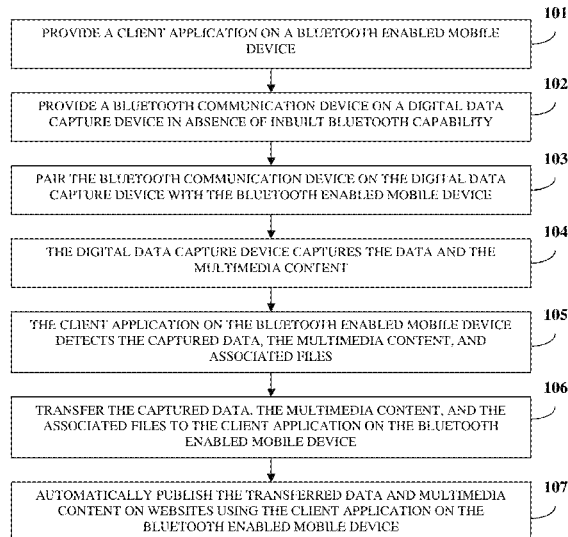 101
PROVIDE A CLIENT APPLICATION ON A BLUETOOTH ENABLED MOBILE
DEVICE
102
PROVIDE A BLUETOOTH COMMUNICATION DEVICE ON A DIGITAL DATA
CAPTURE DEVICE IN ABSENCE OF INBUILT BLUETOOTH CAPABILITY
103
PAIR THE BLUETOOTH COMMUNICATION DEVICE ON THE DIGITAL DATA
CAPTURE DEVICE WITH THE BLUETOOTH ENABLED MOBILE DEVICE
104
THE DIGITAL DATA CAPTURE DEVICE CAPTURES THE DATA AND THE
MULTIMEDIA CONTENT
105
THE CLIENT APPLICATION ON THE BLUETOOTH ENABLED MOBILE DEVICE
DETECTS THE CAPTURED DATA, THE MULTIMEDIA CONTENT, AND
ASSOCIATED FILES
106
TRANSFER THE CAPTURED DATA, THE MULTIMEDIA CONTENT, AND THE
ASSOCIATED FILES TO THE CLIENT APPLICATION ON THE BLUETOOTH
ENABLED MOBILE DEVICE
107
AUTOMATICALLY PUBLISH THE TRANSFERRED DATA AND MULTIMEDIA
CONTENT ON WEBSITES USING THE CLIENT APPLICATION ON THE
BLUETOOTH ENABLED MOBILE DEVICE